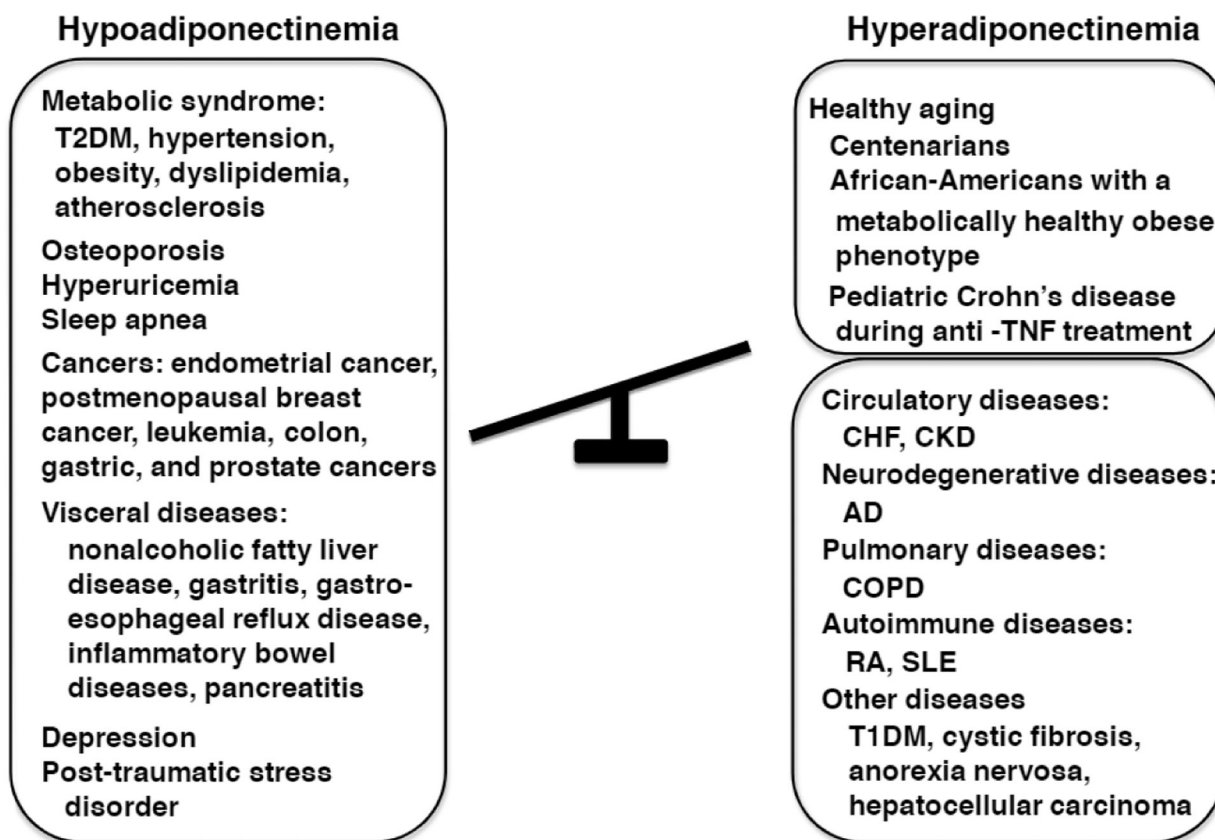 Hypoadiponectinemia
Metabolic syndrome:
T2DM, hypertension,
obesity, dyslipidemia,
atherosclerosis
Osteoporosis
Hyperuricemia
Sleep apnea
Cancers: endometrial cancer,
postmenopausal breast
cancer, leukemia, colon,
gastric, and prostate cancers
Visceral diseases:
nonalcoholic fatty liver
disease, gastritis, gastro-
esophageal reflux disease,
inflammatory bowel
diseases, pancreatitis
Depression
Post-traumatic stress
disorder
Hyperadiponectinemia
Healthy aging
Centenarians
African-Americans with a
metabolically healthy obese
phenotype
Pediatric Crohn’s disease
during anti -TNF treatment
Circulatory diseases:
CHF, CKD
Neurodegenerative diseases:
AD
Pulmonary diseases:
COPD
Autoimmune diseases:
RA, SLE
Other diseases
T1DM, cystic fibrosis,
anorexia nervosa,
hepatocellular carcinoma